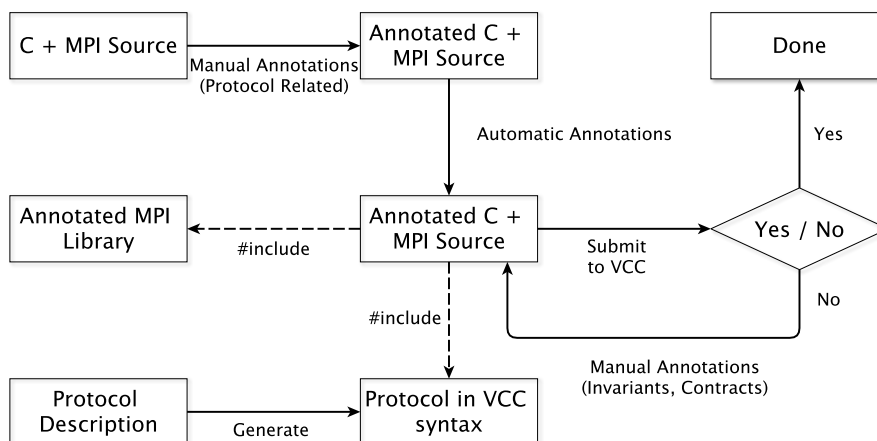 C + MPI Source
Manual Annotations
(Protocol Related)
Annotated C +
MPI Source
Done
Automatic Annotations
Yes
Annotated MPI
Library
#include
Annotated C +
MPI Source
Submit
to VCC
Yes / No
No
#include
Manual Annotations
(Invariants, Contracts)
Protocol
Description
Generate
Protocol in VCC
syntax